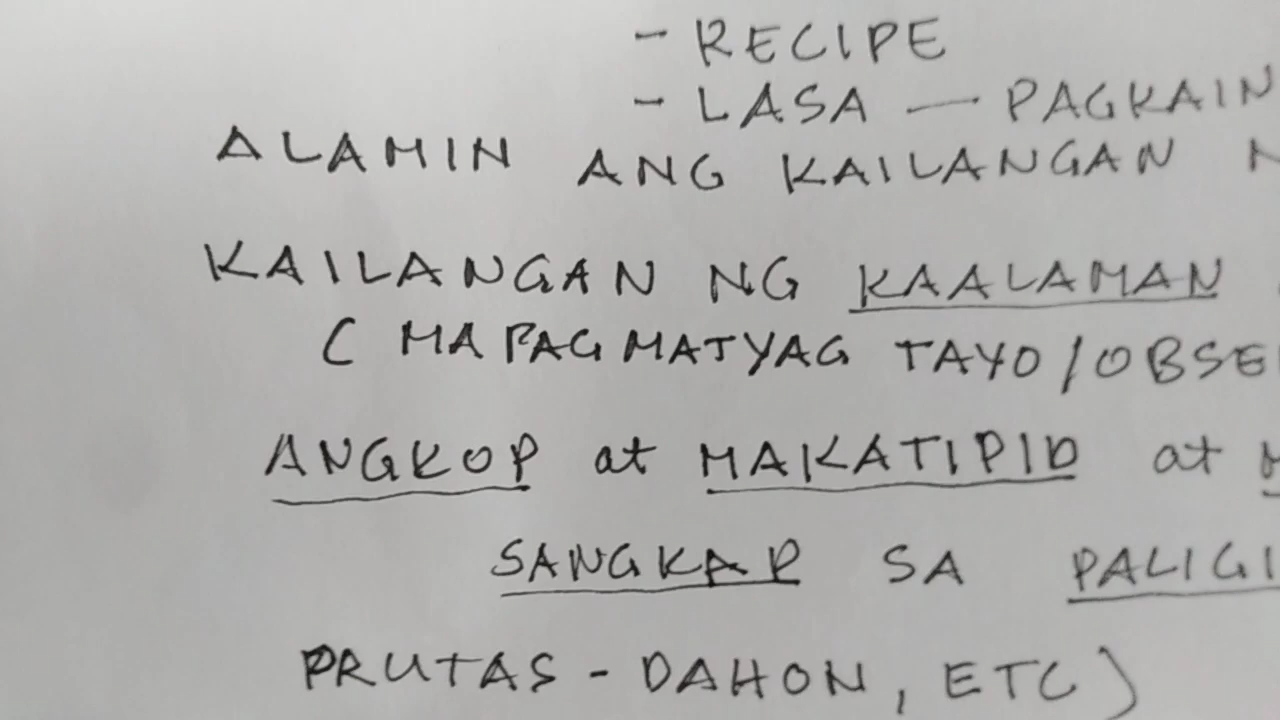 - RECIPE
- LASA — PAGKAIN
ALAMIN ANG KAILANGAN
KAILANGAN NG KAALAMAN
( MAPAGMATYAG TAYO /
ANGKOP at MAKATIPID at
SANGKAP SA
PRUTAS - DAHON, ETC)